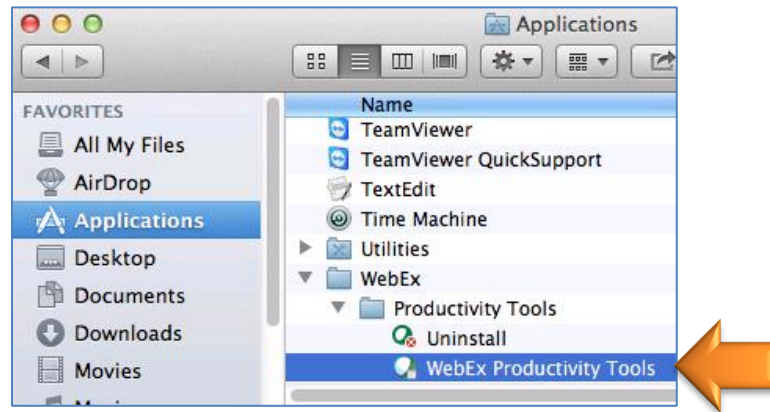 Applications
FAVORITES
All My Files
AirDrop
Applications
Desktop
Documents
Downloads
Movies
Name
TeamViewer
TeamViewer QuickSupport
TextEdit
Time Machine
Utilities
WebEx
Productivity Tools
Uninstall
WebEx Productivity Tools